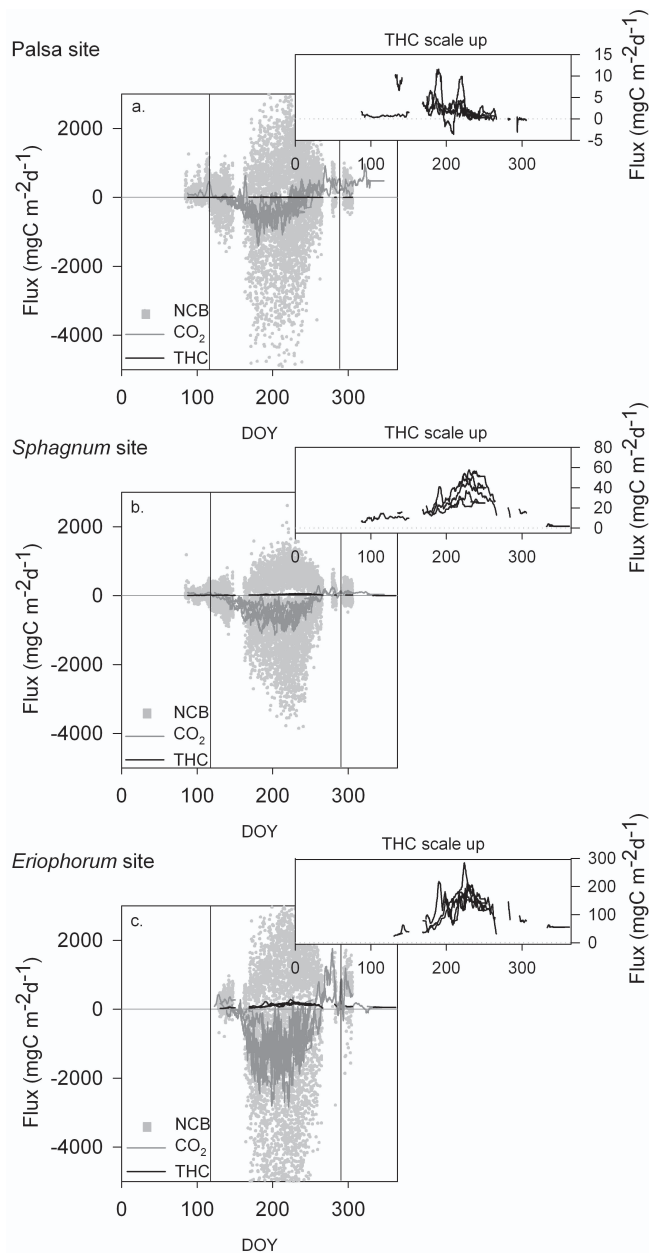 Palsa site
THC scale up
a.
15
10
5
0
-5
Flux (mgC m-2d-1)
0 100 200 300
2000
0
-2000
-4000
Flux (mgC m-2d-1)
NCB
CO2
THC
0 100 200 300
DOY
Sphagnum site
THC scale up
b.
80
60
40
20
0
Flux (mgC m-2d-1)
0 100 200 300
2000
0
-2000
-4000
Flux (mgC m-2d-1)
NCB
CO2
THC
0 100 200 300
DOY
Eriophorum site
THC scale up
c.
300
200
100
0
Flux (mgC m-2d-1)
0 100 200 300
2000
0
-2000
-4000
Flux (mgC m-2d-1)
NCB
CO2
THC
0 100 200 300
DOY